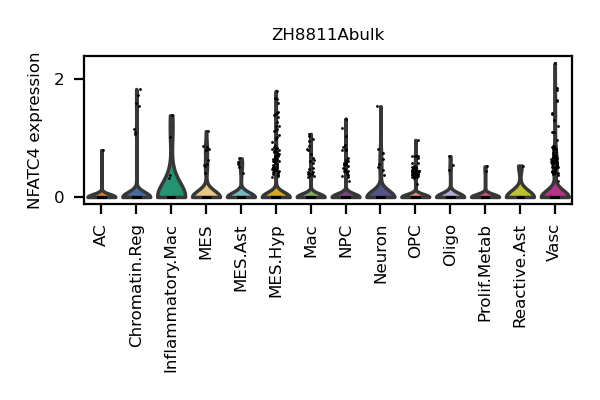 ZH8811Abulk
NFATC4 expression
2
0
AC
Chromatin.Reg
Inflammatory.Mac
MES
MES.Ast
MES.Hyp
Mac
NPC
Neuron
OPC
Oligo
Prolif.Metab
Reactive.Ast
Vasc